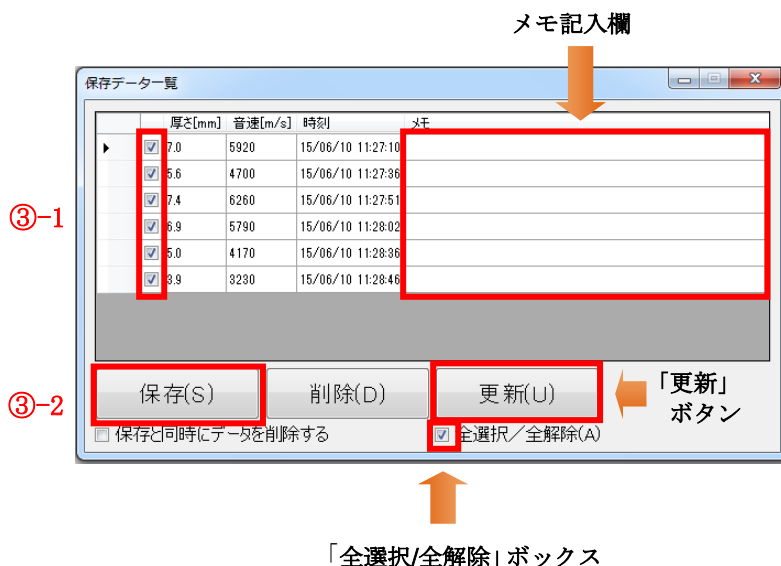 メモ記入欄
保存データ一覧
厚さ[mm] 音速[m/s] 時刻 メモ
7.0 5920 15/06/10 11:27:10
5.6 4700 15/06/10 11:27:36
7.4 6260 15/06/10 11:27:51
③-1
6.9 5790 15/06/10 11:28:02
5.0 4170 15/06/10 11:28:36
3.9 3230 15/06/10 11:28:46
③-2
保存(S) 削除(D) 更新(U)
「更新」
ボタン
保存と同時にデータを削除する 全選択／全解除(A)
「全選択/全解除」ボックス